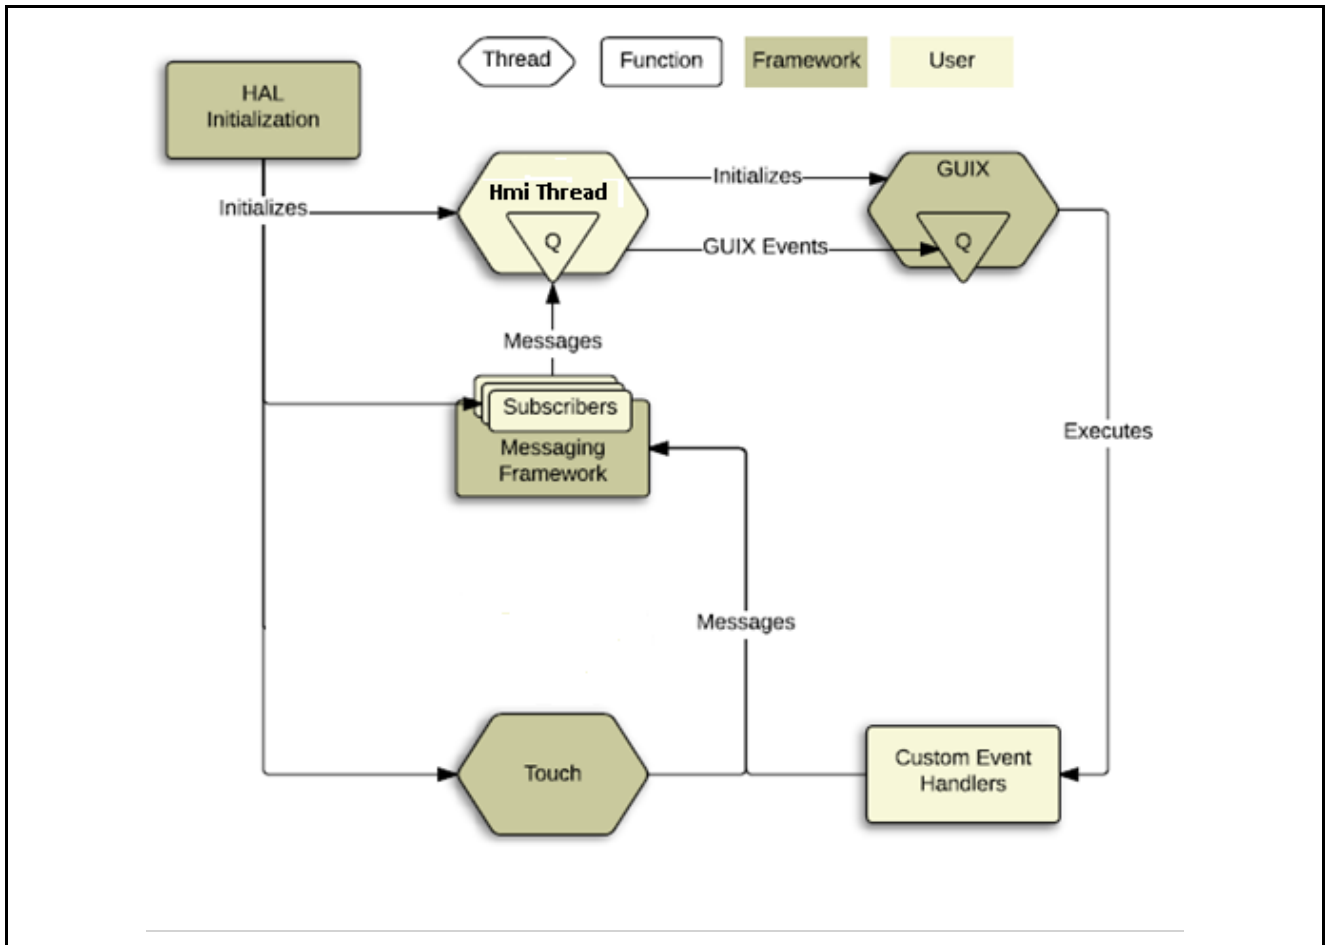 Thread
Function
Framework
User
HAL
Initialization
Initializes
Hmi Thread
Q
Initializes
GUIX Events
GUIX
Q
Messages
Subscribers
Messaging
Framework
Executes
Messages
Touch
Custom Event
Handlers